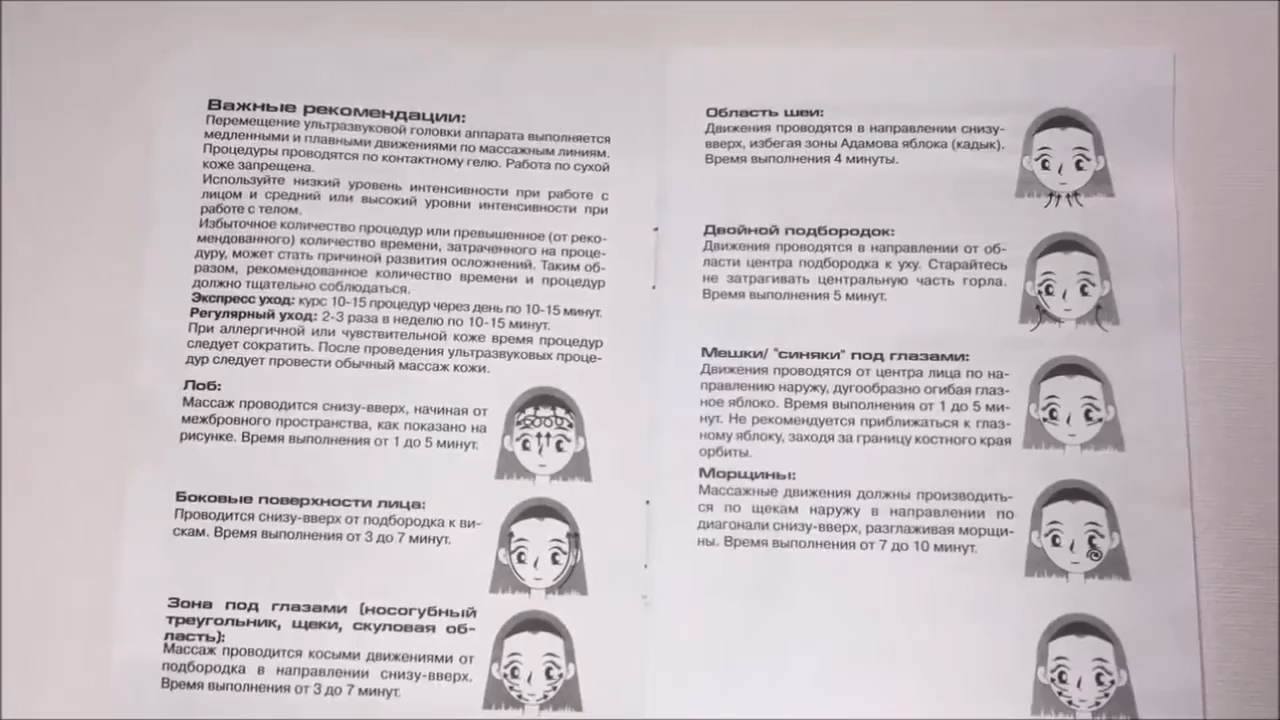 Важные рекомендации:
Перемещение ультразвуковой головки аппарата выполняется
медленными и плавными движениями по массажным линиям.
Процедуры проводятся по контактному гелю. Работа по сухой
коже запрещена.
Используйте низкий уровень интенсивности при работе с
лицом и средний или высокий уровни интенсивности при
работе с телом.
Избыточное количество процедур или превышенное (от реко-
мендованного) количество времени, затраченного на проце-
дуру, может стать причиной развития осложнений. Таким об-
разом, рекомендованное количество времени и процедур
должно тщательно соблюдаться.
Экспресс уход: курс 10-15 процедур через день по 10-15 минут.
Регулярный уход: 2-3 раза в неделю по 10-15 минут.
При аллергичной или чувствительной коже время процедур
следует сократить. После проведения ультразвуковых проце-
дур следует провести обычный массаж кожи.
Лоб:
Массаж проводится снизу-вверх, начиная от
межбровного пространства, как показано на
рисунке. Время выполнения от 1 до 5 минут.
Боковые поверхности лица:
Проводится снизу-вверх от подбородка к ви-
скам. Время выполнения от 3 до 7 минут.
Зона под глазами (носогубный
треугольник, щеки, скуловая об-
ласть):
Массаж проводится косыми движениями от
подбородка в направлении снизу-вверх.
Время выполнения от 3 до 7 минут.
Область шеи:
Движения проводятся в направлении снизу-
вверх, избегая зоны Адамова яблока (кадык).
Время выполнения 4 минуты.
Двойной подбородок:
Движения проводятся в направлении от об-
ласти центра подбородка к уху. Старайтесь
не затрагивать центральную часть горла.
Время выполнения 5 минут.
Мешки/ "синяки" под глазами:
Движения проводятся от центра лица по на-
правлению наружу, дугообразно огибая глаз-
ное яблоко. Время выполнения от 1 до 5 ми-
нут. Не рекомендуется приближаться к глаз-
ному яблоку, заходя за границу костного края
орбиты.
Морщины:
Массажные движения должны производить-
ся по щекам наружу в направлении по
диагонали снизу-вверх, разглаживая морщи-
ны. Время выполнения от 7 до 10 минут.